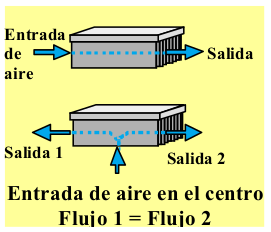 Entrada
de
aire
Salida
Salida 1
Salida 2
Entrada de aire en el centro
Flujo 1 = Flujo 2